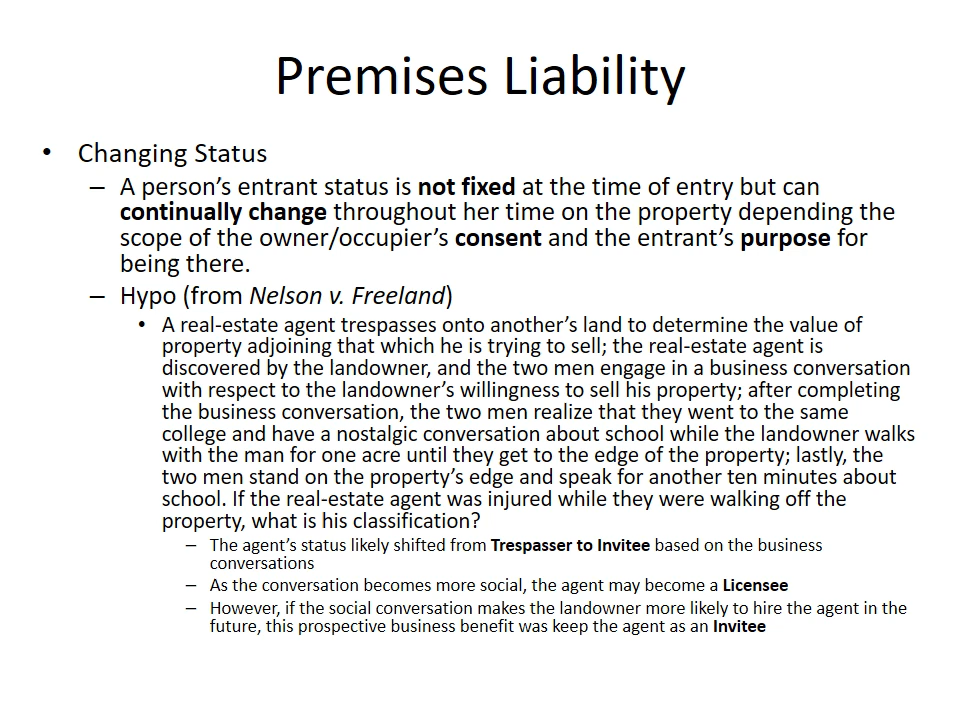 Premises Liability
• Changing Status
– A person’s entrant status is not fixed at the time of entry but can
continually change throughout her time on the property depending the
scope of the owner/occupier’s consent and the entrant’s purpose for
being there.
– Hypo (from Nelson v. Freeland)
• A real-estate agent trespasses onto another’s land to determine the value of
property adjoining that which he is trying to sell; the real-estate agent is
discovered by the landowner, and the two men engage in a business conversation
with respect to the landowner’s willingness to sell his property; after completing
the business conversation, the two men realize that they went to the same
college and have a nostalgic conversation about school while the landowner walks
with the man for one acre until they get to the edge of the property; lastly, the
two men stand on the property’s edge and speak for another ten minutes about
school. If the real-estate agent was injured while they were walking off the
property, what is his classification?
– The agent’s status likely shifted from Trespasser to Invitee based on the business
conversations
– As the conversation becomes more social, the agent may become a Licensee
– However, if the social conversation makes the landowner more likely to hire the agent in the
future, this prospective business benefit was keep the agent as an Invitee